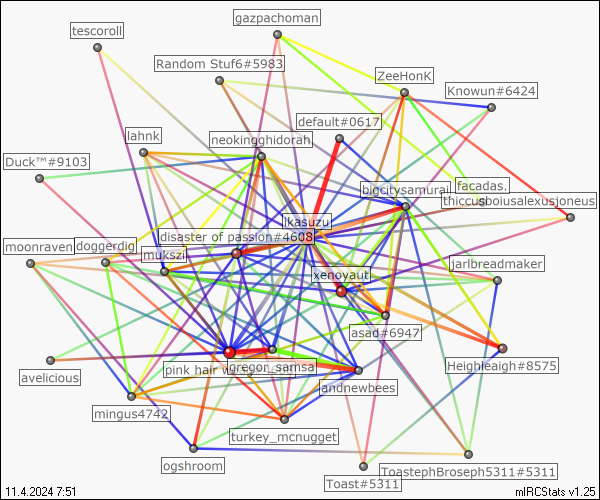 gazpachoman
tescoroll
Random Stuf6#5983
ZeeHonK
Knowun#6424
default#0617
lahnk
neokingghidorah
Duck™#9103
bigcitysamurai
facadas.
thiccusboiusalexusjoneus
ikasuzu
disaster of passion#4608
moonraven
doggerdig
mukszi
xenoyaut
jarlbreadmaker
asad#6947
Heighleaigh#8575
pink hair
gregor_samsa
avelicious
andnewbees
mingus4742
turkey_mcnugget
ogshroom
ToastephBroseph5311#5311
Toast#5311
11.4.2024 7:51
mIRCStats v1.25